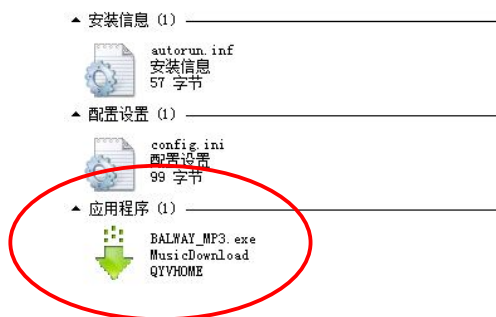 安装信息 (1)
autorun.inf
安装信息
57 字节
配置设置 (1)
config.ini
配置设置
99 字节
应用程序 (1)
BALWAY_MP3.exe
MusicDownload
QYVHOME